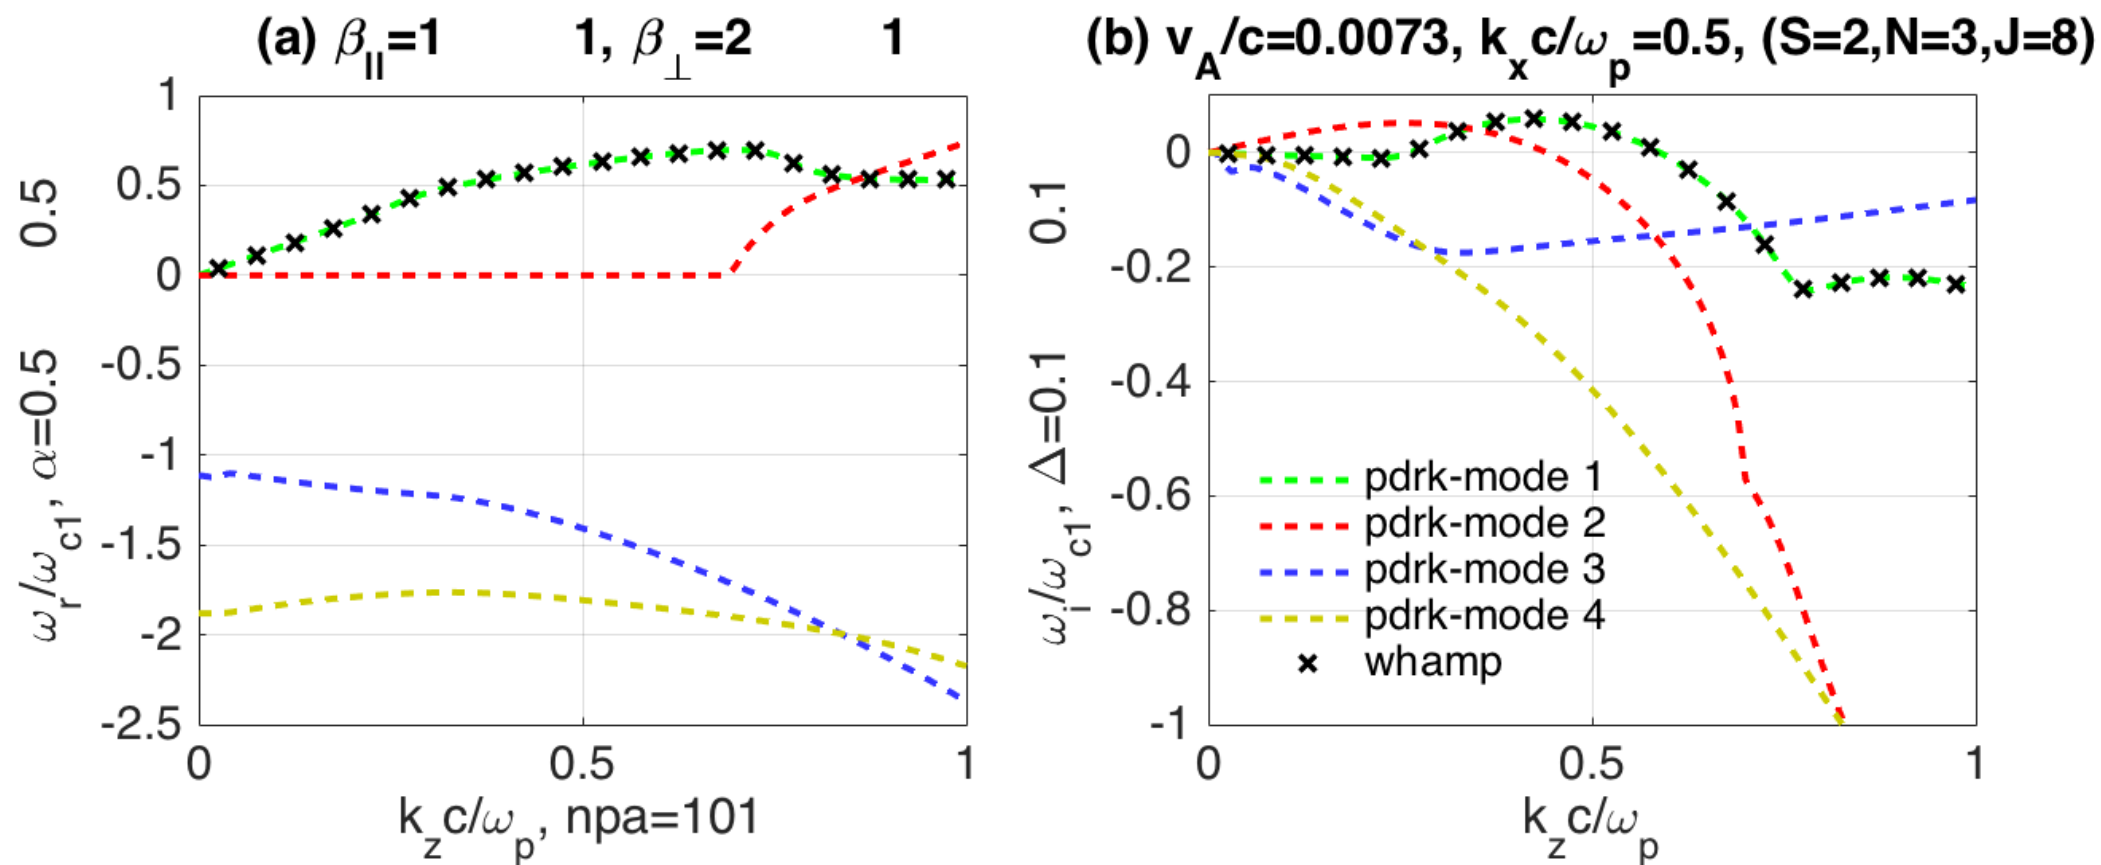 (a) β||=1 1, β⊥=2 1
1
0.5
0
-0.5
-1
-1.5
-2
-2.5
ωr/ωc1, α=0.5 0.5
0 0.5 1
kzc/ωp, npa=101
(b) vA/c=0.0073, kxc/ωp=0.5, (S=2,N=3,J=8)
0
-0.2
-0.4
-0.6
-0.8
-1
ωi/ωc1, Δ=0.1 0.1
pdrk-mode 1
pdrk-mode 2
pdrk-mode 3
pdrk-mode 4
whamp
0 0.5 1
kzc/ωp